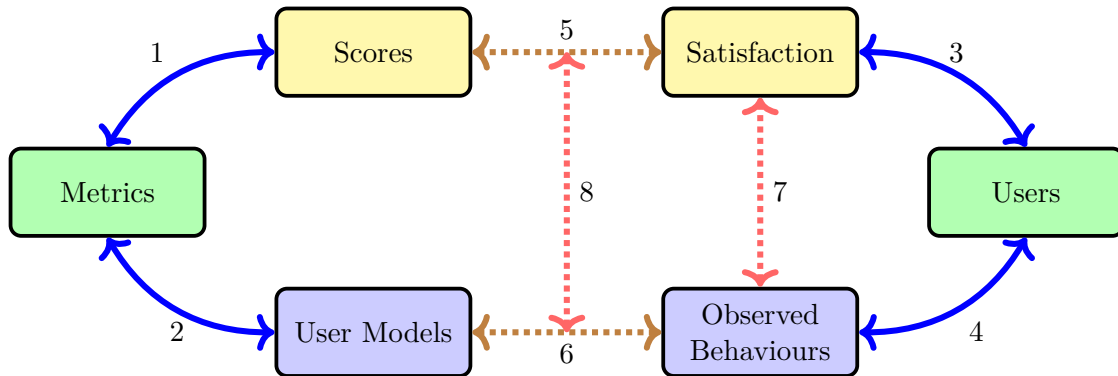 5
1
Scores
Satisfaction
3
Metrics
8
7
Users
2
User Models
6
Observed
Behaviours
4